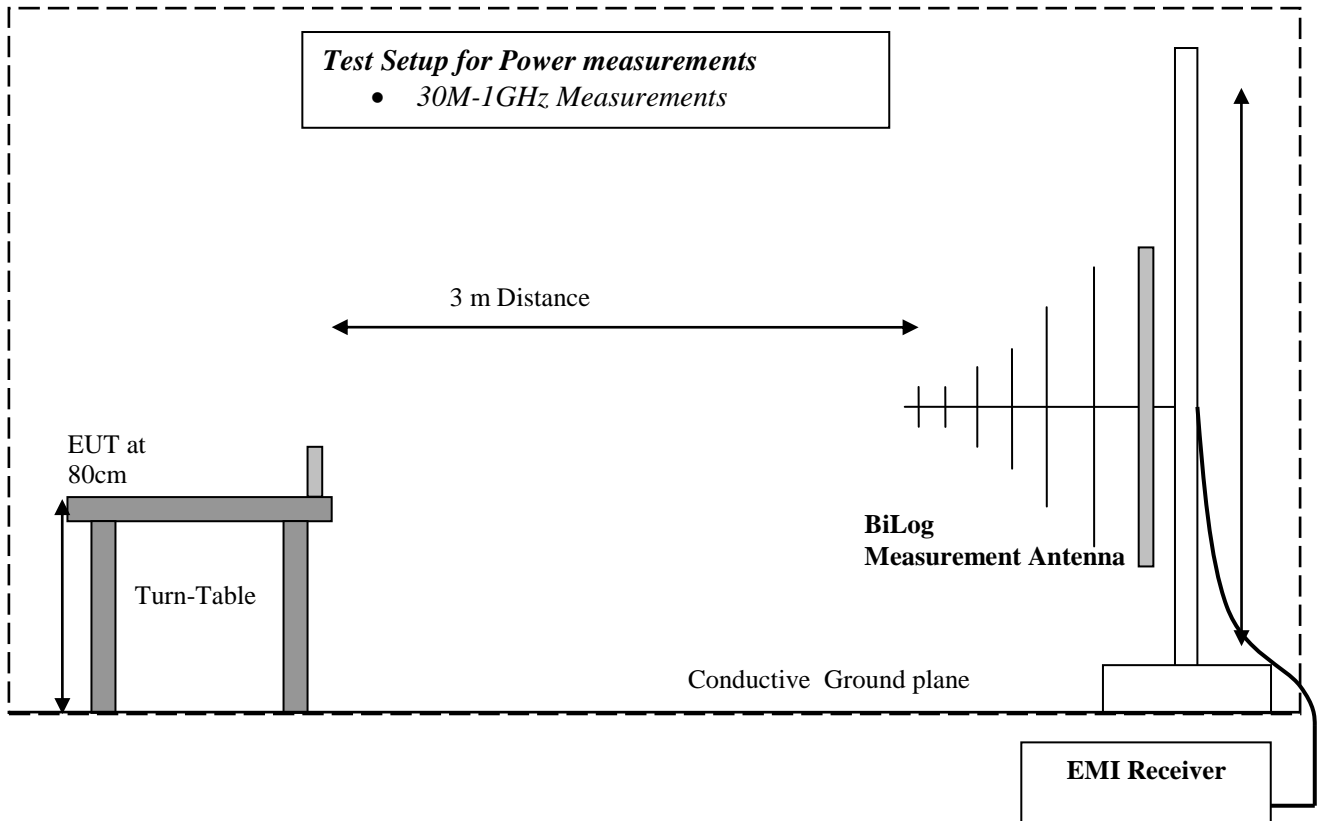 Test Setup for Power measurements
• 30M-1GHz Measurements
3 m Distance
EUT at
80cm
BiLog
Measurement Antenna
Turn-Table
Conductive Ground plane
EMI Receiver